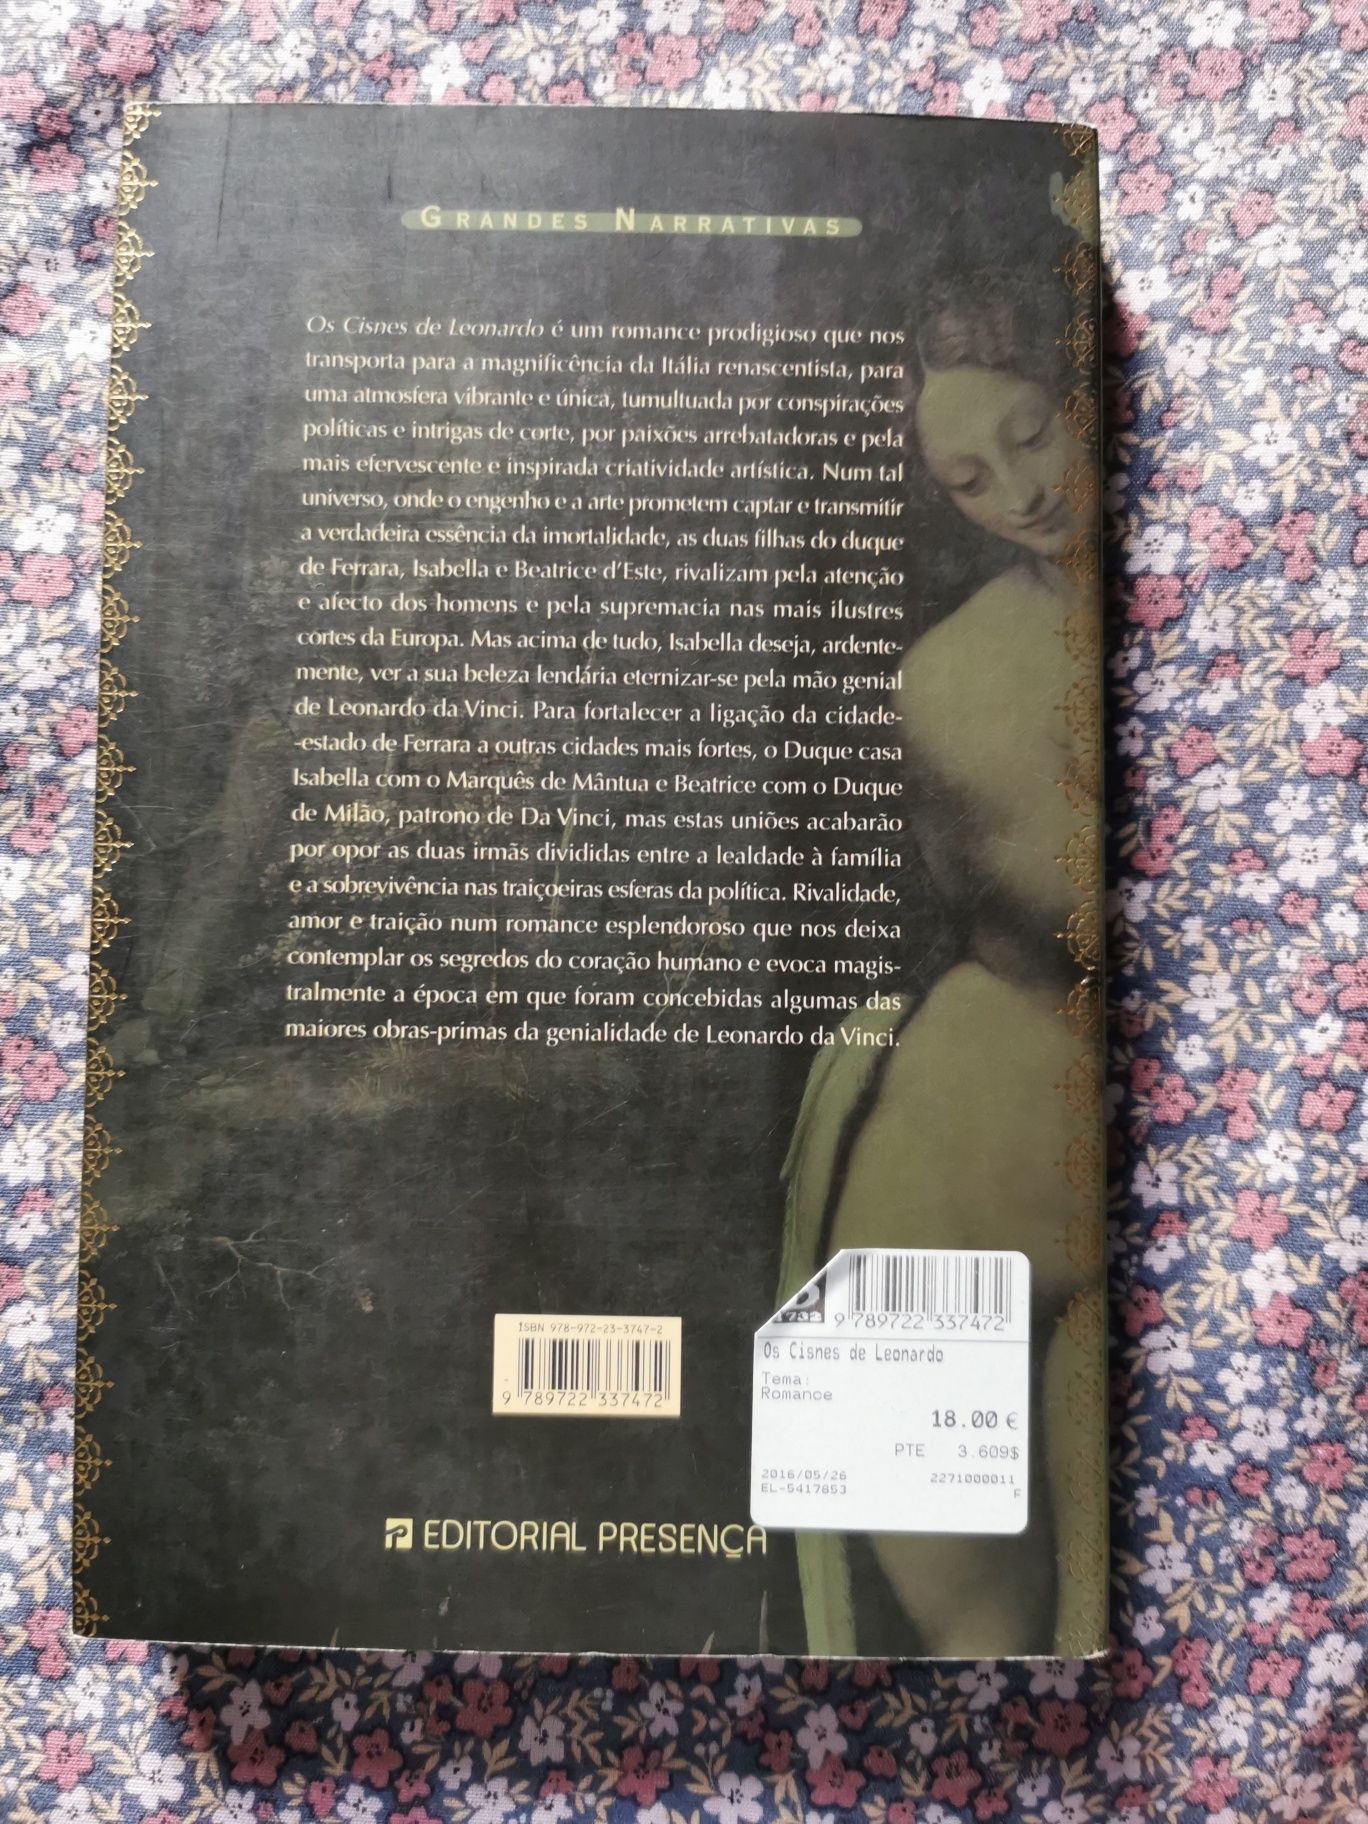 GRANDES NARRATIVAS
Os Cisnes de Leonardo é um romance prodigioso que nos
transporta para a magnificência da Itália renascentista, para
uma atmosfera vibrante e única, tumultuada por conspirações
políticas e intrigas de corte, por paixões arrebatadoras e pela
mais efervescente e inspirada criatividade artística. Num tal
universo, onde o engenho e a arte prometem captar e transmitir
a verdadeira essência da imortalidade, as duas filhas do duque
de Ferrara, Isabella e Beatrice d'Este, rivalizam pela atenção
e afecto dos homens e pela supremacia nas mais ilustres
cortes da Europa. Mas acima de tudo, Isabella deseja, ardente-
mente, ver a sua beleza lendária eternizar-se pela mão genial
de Leonardo da Vinci. Para fortalecer a ligação da cidade-
-estado de Ferrara a outras cidades mais fortes, o Duque casa
Isabella com o Marquês de Mântua e Beatrice com o Duque
de Milão, patrono de Da Vinci, mas estas uniões acabarão
por opor as duas irmãs divididas entre a lealdade à família
e a sobrevivência nas traiçoeiras esferas da política. Rivalidade,
amor e traição num romance esplendoroso que nos deixa
contemplar os segredos do coração humano e evoca magis-
tralmente a época em que foram concebidas algumas das
maiores obras-primas da genialidade de Leonardo da Vinci.
ISBN 978-972-23-3747-2
9 789722 337472
1732
9 789722 337472
Os Cisnes de Leonardo
Tema:
Romance
18.00 €
PTE 3.609$
2016/05/26 2271000011
EL-5417853 F
EDITORIAL PRESENÇA